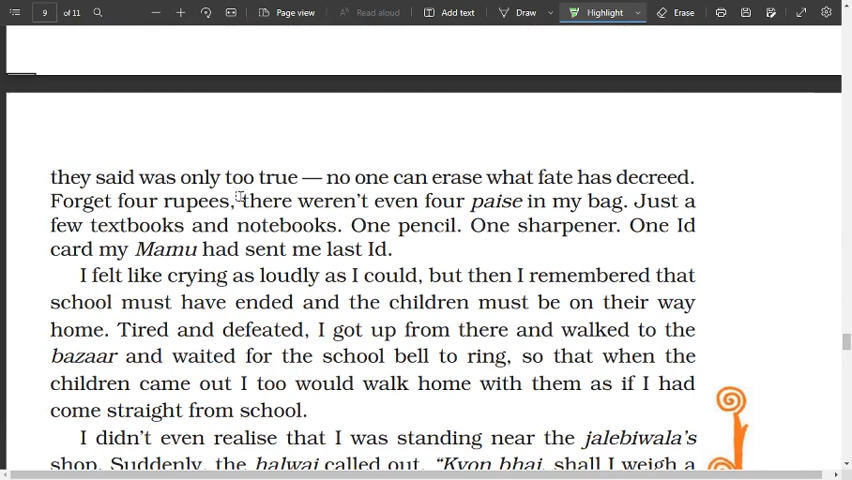 9 of 11 Page view Read aloud Add text Draw Highlight Erase
they said was only too true — no one can erase what fate has decreed.
Forget four rupees, there weren't even four paise in my bag. Just a
few textbooks and notebooks. One pencil. One sharpener. One Id
card my Mamu had sent me last Id.
I felt like crying as loudly as I could, but then I remembered that
school must have ended and the children must be on their way
home. Tired and defeated, I got up from there and walked to the
bazaar and waited for the school bell to ring, so that when the
children came out I too would walk home with them as if I had
come straight from school.
I didn't even realise that I was standing near the jalebiwala's
shop. Suddenly, the halwai called out, "Kyon bhai, shall I weigh a